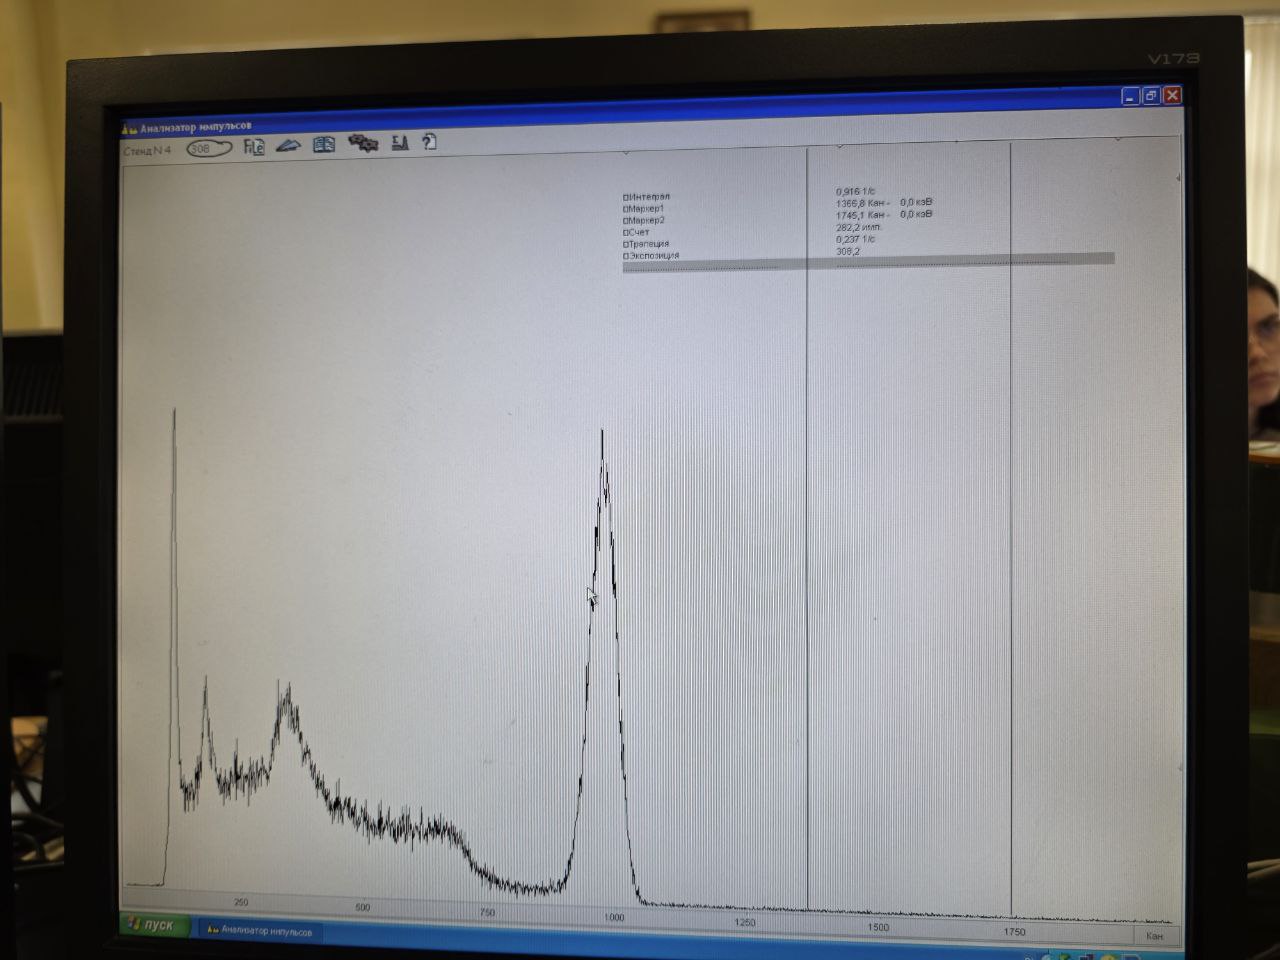 V173
Анализатор импульсов
Стенд N 4 308 FiLe
Интеграл 0,916 1/с
Маркер1 1366,8 Кан - 0,0 кэВ
Маркер2 1745,1 Кан - 0,0 кэВ
Счет 282,2 имп.
Трапеция 0,237 1/с
Экспозиция 308,2
250 500 750 1000 1250 1500 1750 Кан
пуск Анализатор импульсов